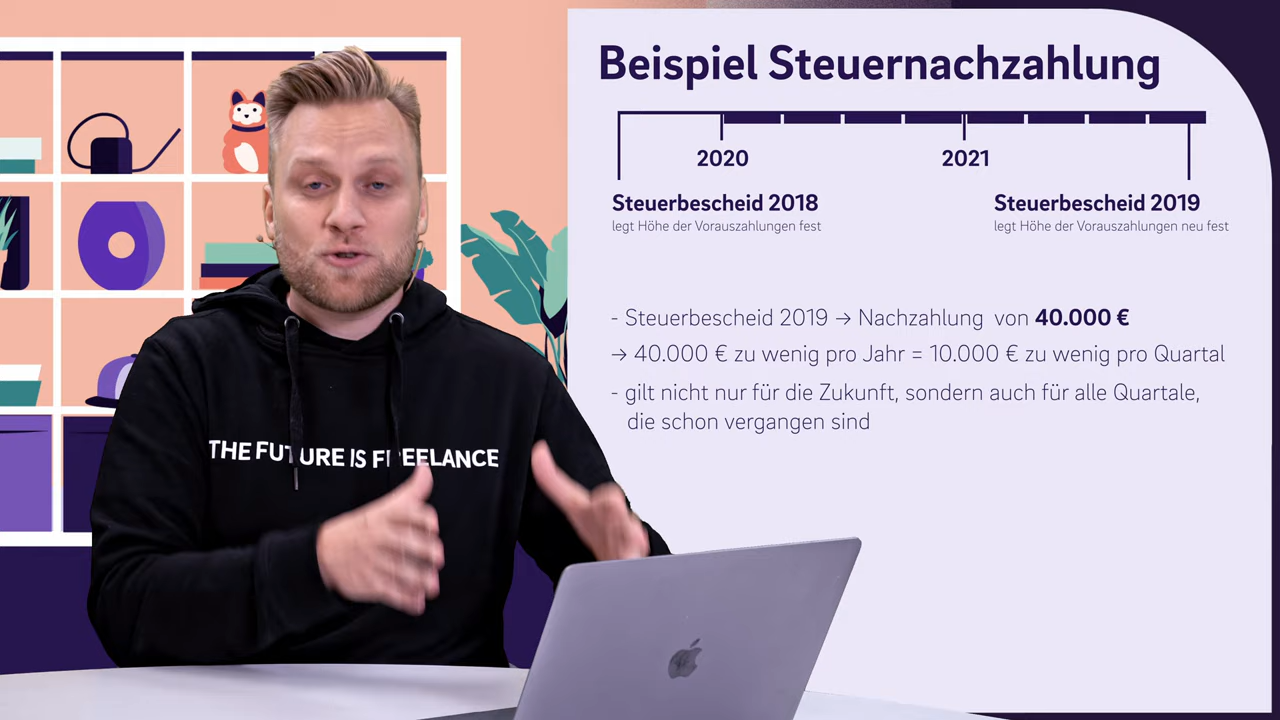 Beispiel Steuernachzahlung
2020
2021
Steuerbescheid 2018
legt Höhe der Vorauszahlungen fest
Steuerbescheid 2019
legt Höhe der Vorauszahlungen neu fest
- Steuerbescheid 2019 → Nachzahlung von 40.000 €
→ 40.000 € zu wenig pro Jahr = 10.000 € zu wenig pro Quartal
- gilt nicht nur für die Zukunft, sondern auch für alle Quartale,
die schon vergangen sind
THE FUTURE IS FREELANCE